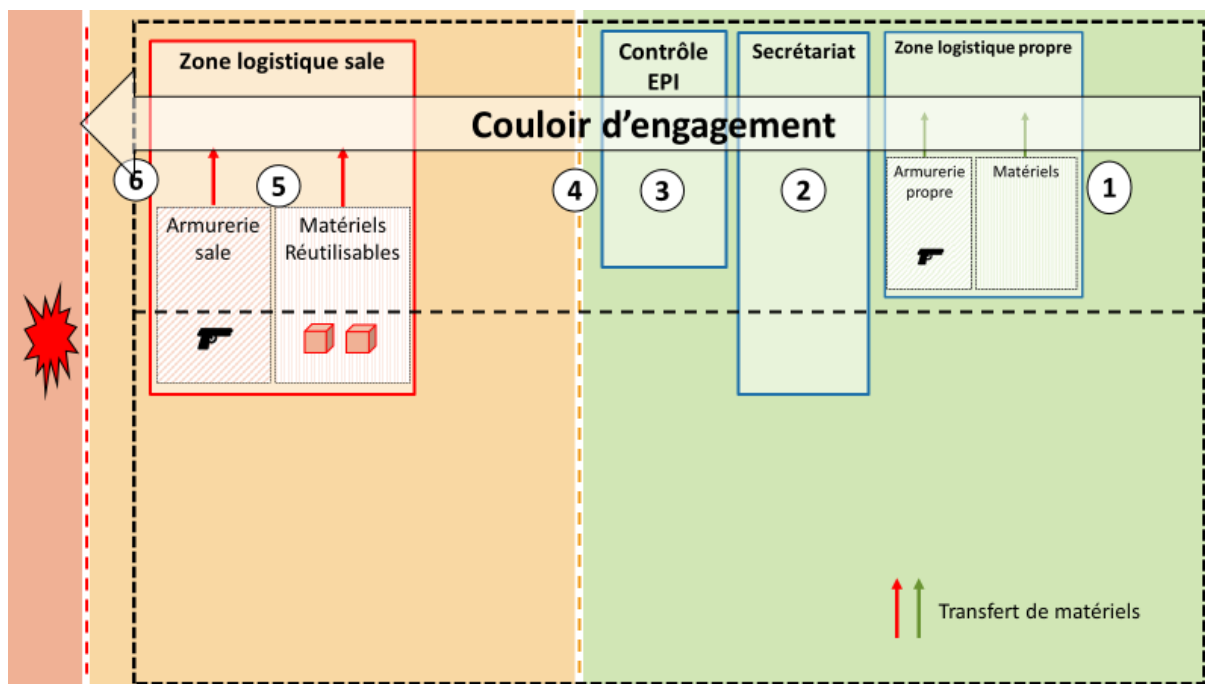 Zone logistique sale
Contrôle
EPI
Secrétariat
Zone logistique propre
Couloir d’engagement
6
5
4
3
2
1
Armurerie
sale
Matériels
Réutilisables
Armurerie
propre
Matériels
Transfert de matériels